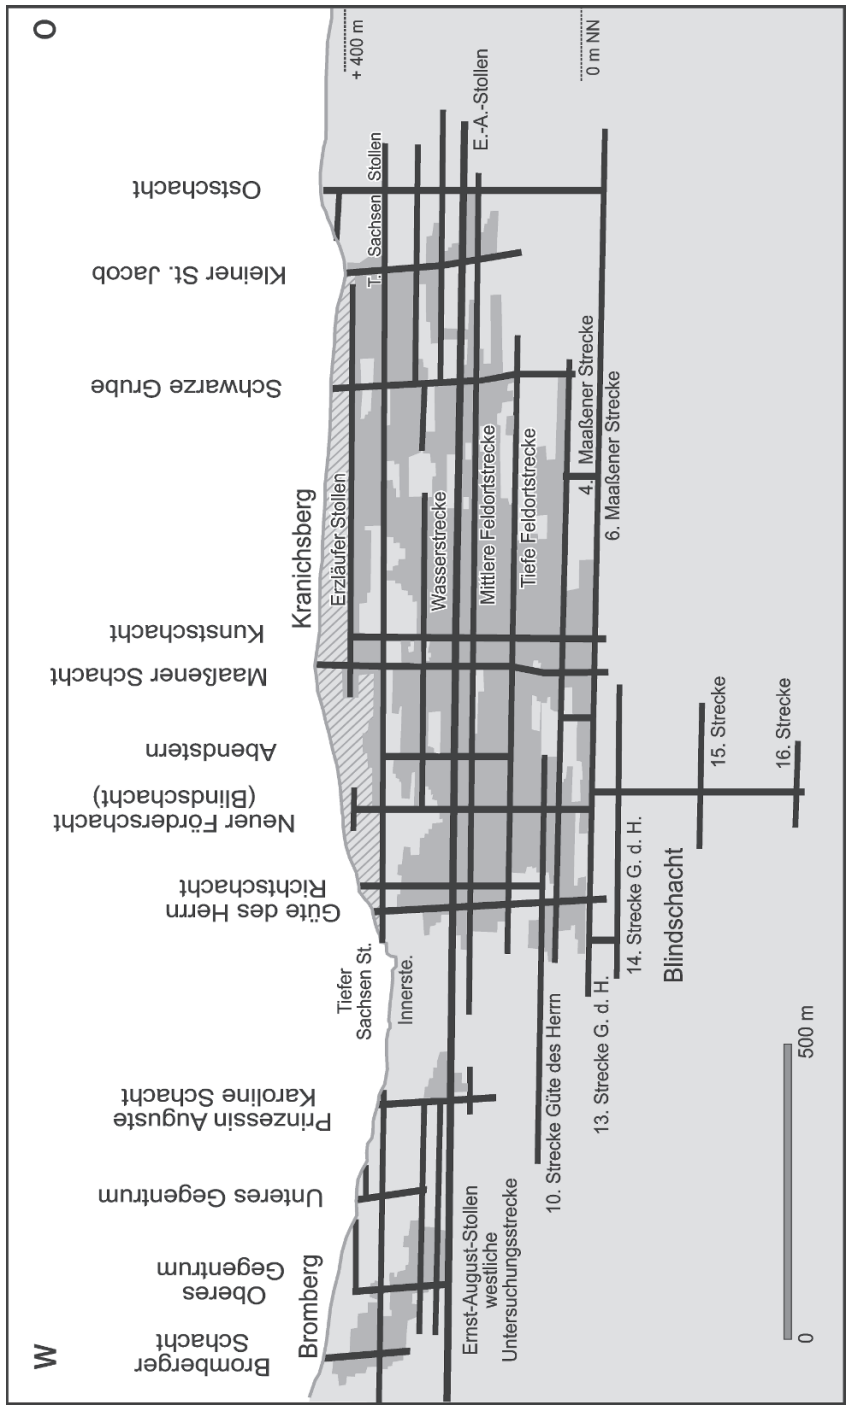 W
O
Bromberger
Schacht
Oberes
Gegentrum
Unteres Gegentrum
Prinzessin Auguste
Karoline Schacht
Güte des Herrn
Richtschacht
Neuer Förderschacht
(Blindschacht)
Abendstern
Maaßener Schacht
Kunstschacht
Schwarze Grube
Kleiner St. Jacob
Ostschacht
Bromberg
Kranichsberg
+ 400 m
0 m NN
Tiefer
Sachsen St.
Innerste.
Erzläufer Stollen
T. Sachsen Stollen
E.-A.-Stollen
Wasserstrecke
Mittlere Feldortstrecke
Tiefe Feldortstrecke
4. Maaßener Strecke
6. Maaßener Strecke
Ernst-August-Stollen
westliche
Untersuchungsstrecke
10. Strecke Güte des Herrn
13. Strecke G. d. H.
14. Strecke G. d. H.
Blindschacht
15. Strecke
16. Strecke
0
500 m